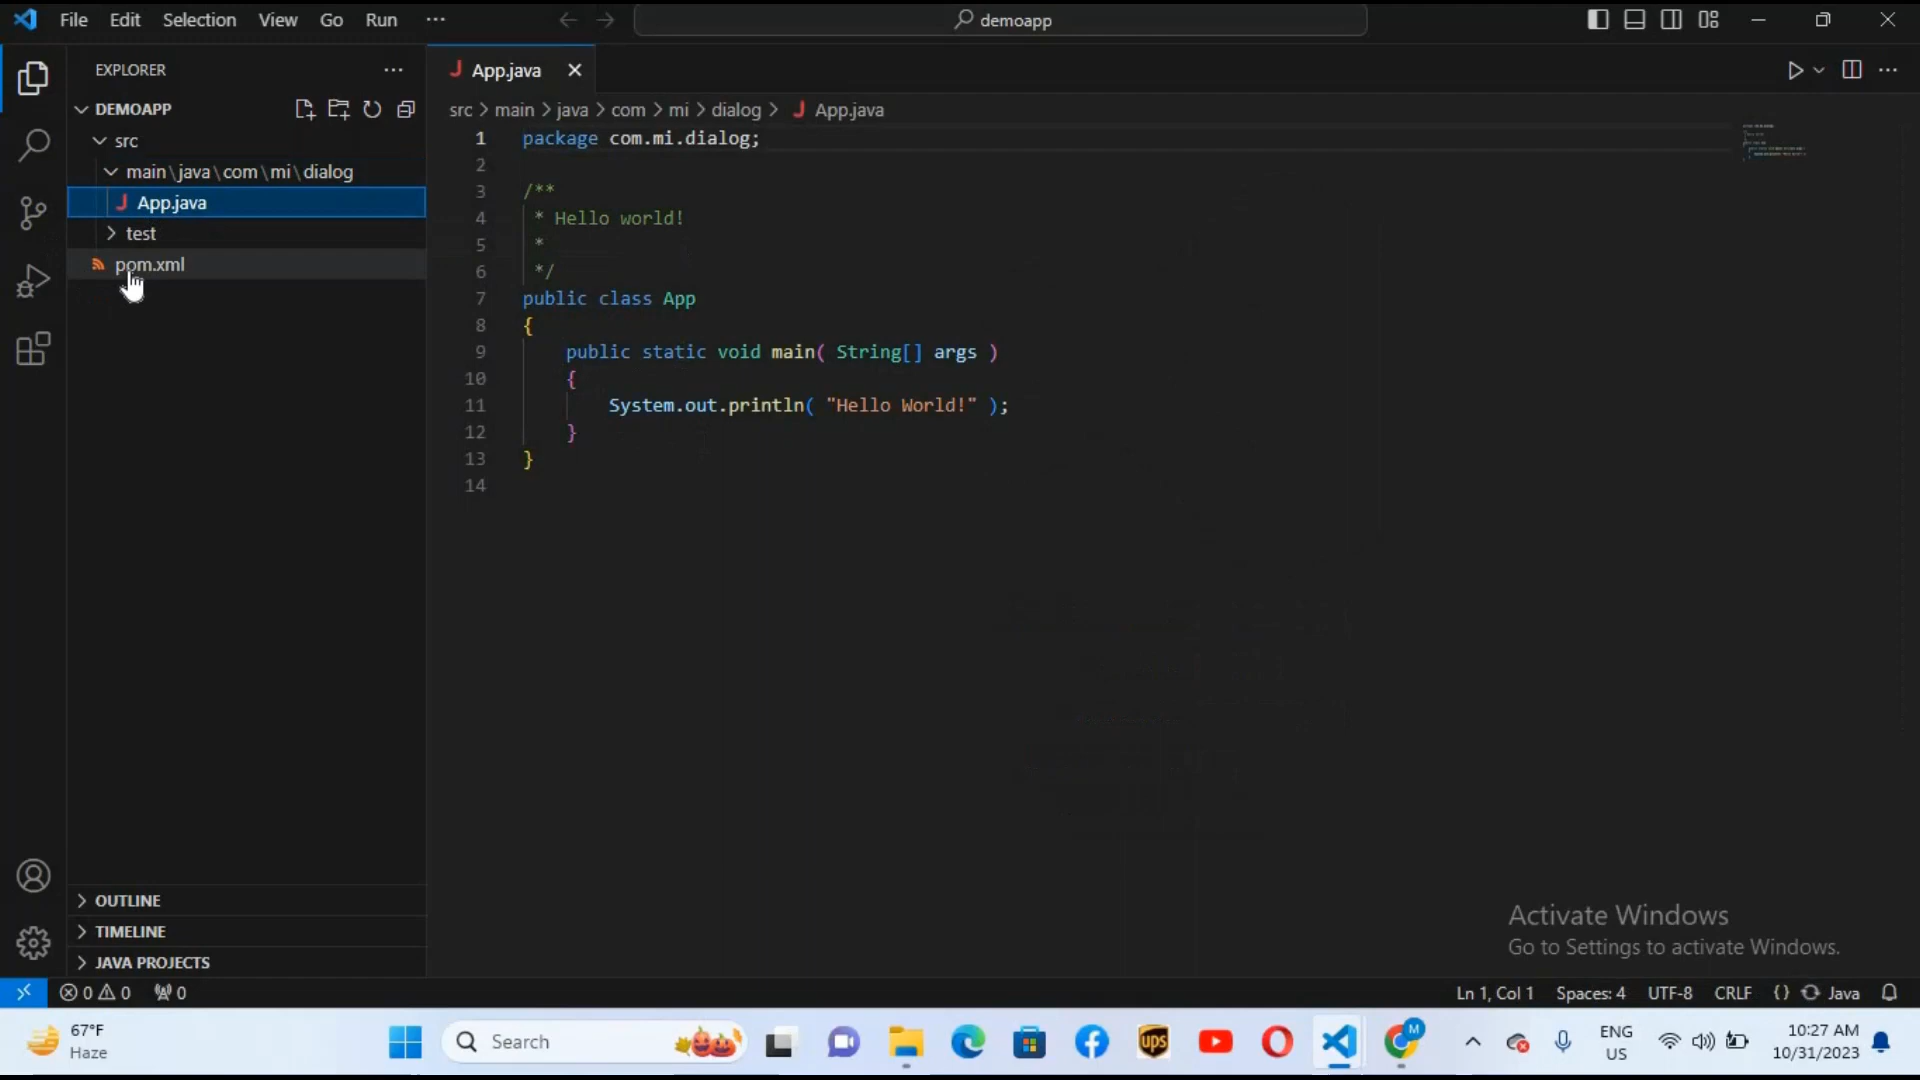 File Edit Selection View Go Run ···
demoapp
EXPLORER
DEMOAPP
src
main\java\com\mi\dialog
J App.java
test
pom.xml
OUTLINE
TIMELINE
JAVA PROJECTS
J App.java
src > main > java > com > mi > dialog > J App.java
1 package com.mi.dialog;
2
3 /**
4 * Hello world!
5 *
6 */
7 public class App
8 {
9 public static void main( String[] args )
10 {
11 System.out.println( "Hello World!" );
12 }
13 }
14
Activate Windows
Go to Settings to activate Windows.
0 0 0
Ln 1, Col 1 Spaces: 4 UTF-8 CRLF {} Java
67°F
Haze
Search
ups
M
ENG
US
10:27 AM
10/31/2023